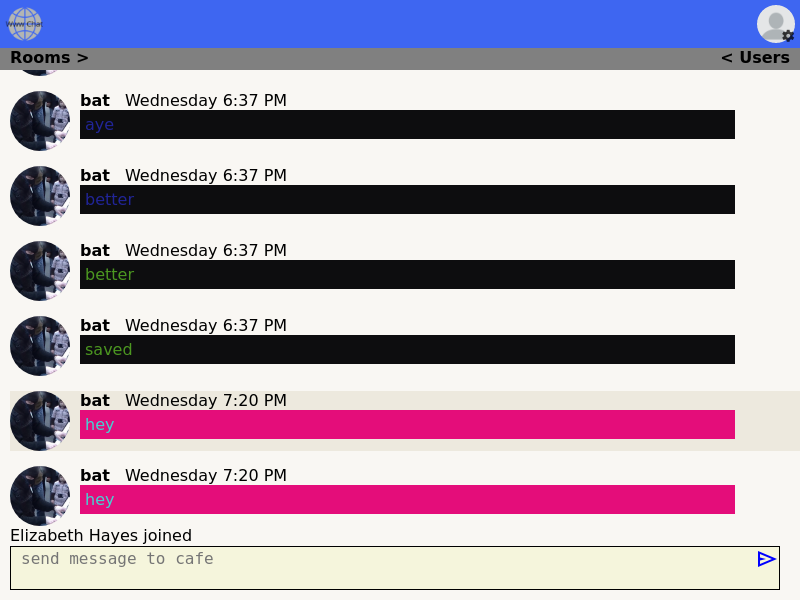 Www Chat
Rooms >
< Users
bat Wednesday 6:37 PM
aye
bat Wednesday 6:37 PM
better
bat Wednesday 6:37 PM
better
bat Wednesday 6:37 PM
saved
bat Wednesday 7:20 PM
hey
bat Wednesday 7:20 PM
hey
Elizabeth Hayes joined
send message to cafe